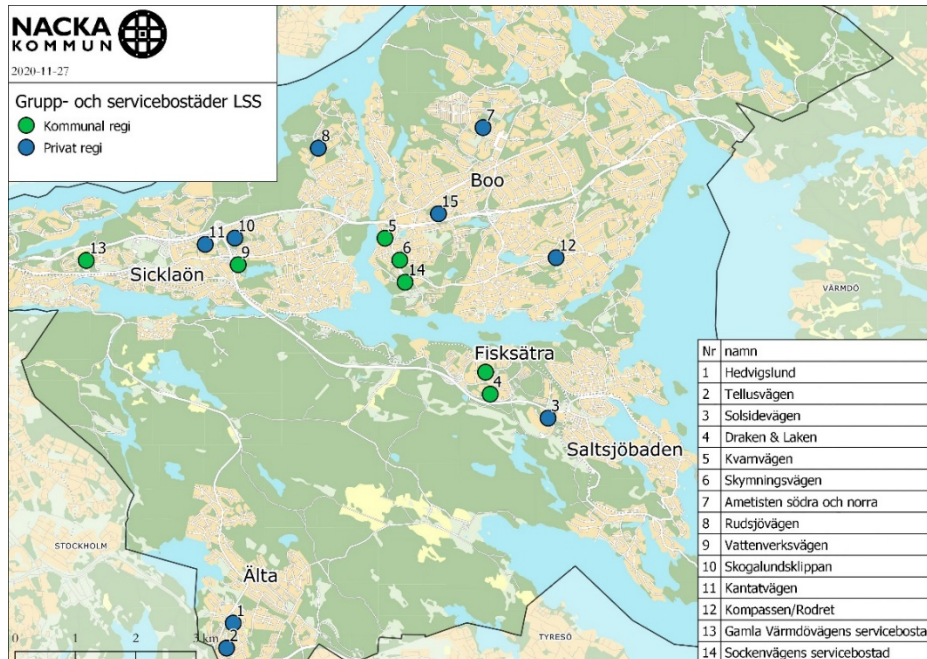 NACKA
KOMMUN
2020-11-27
Grupp- och servicebostäder LSS
Kommunal regi
Privat regi
7
8
Boo
15
5
10
11
12
13
9
6
Sicklaön
14
VÄRMDÖ
Fisksätra
4
3
Saltsjöbaden
STOCKHOLM
Älta
1
2
0 1 2 3 km
TYRESÖ
Nr namn
1 Hedvigslund
2 Tellusvägen
3 Solsidevägen
4 Draken & Laken
5 Kvarnvägen
6 Skymningsvägen
7 Ametisten södra och norra
8 Rudsjövägen
9 Vattenverksvägen
10 Skogalundsklippan
11 Kantatvägen
12 Kompassen/Rodret
13 Gamla Värmdövägens servicebosta
14 Sockenvägens servicebostad